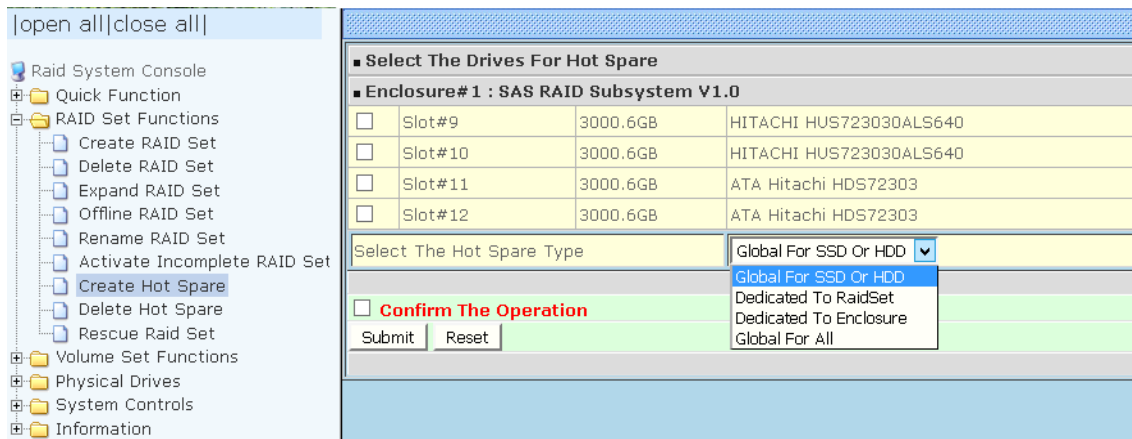 |open all|close all|
Raid System Console
Quick Function
RAID Set Functions
Create RAID Set
Delete RAID Set
Expand RAID Set
Offline RAID Set
Rename RAID Set
Activate Incomplete RAID Set
Create Hot Spare
Delete Hot Spare
Rescue Raid Set
Volume Set Functions
Physical Drives
System Controls
Information
Select The Drives For Hot Spare
Enclosure#1 : SAS RAID Subsystem V1.0
Slot#9 3000.6GB HITACHI HUS723030ALS640
Slot#10 3000.6GB HITACHI HUS723030ALS640
Slot#11 3000.6GB ATA Hitachi HDS72303
Slot#12 3000.6GB ATA Hitachi HDS72303
Select The Hot Spare Type Global For SSD Or HDD
Global For SSD Or HDD
Dedicated To RaidSet
Dedicated To Enclosure
Global For All
Confirm The Operation
Submit Reset